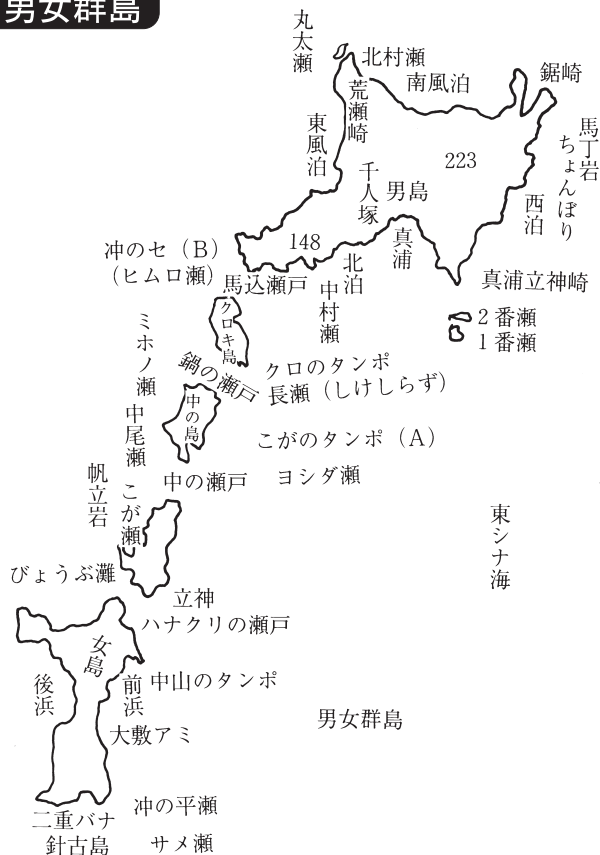 男女群島
丸太瀬
北村瀬
南風泊
鋸崎
荒瀬崎
東風泊
馬丁岩
ちょんぼり
223
千人塚
男島
西泊
真浦
148
冲のセ（B）
（ヒムロ瀬）
馬込瀬戸
北泊
中村瀬
真浦立神崎
2番瀬
1番瀬
クロキ島
ミホノ瀬
鍋の瀬戸
クロのタンポ
長瀬（しけしらず）
中の島
中尾瀬
こがのタンポ（A）
中の瀬戸
ヨシダ瀬
帆立岩
こが瀬
東シナ海
びょうぶ灘
立神
ハナクリの瀬戸
女島
後浜
前浜
中山のタンポ
大敷アミ
男女群島
二重バナ
冲の平瀬
針古島
サメ瀬